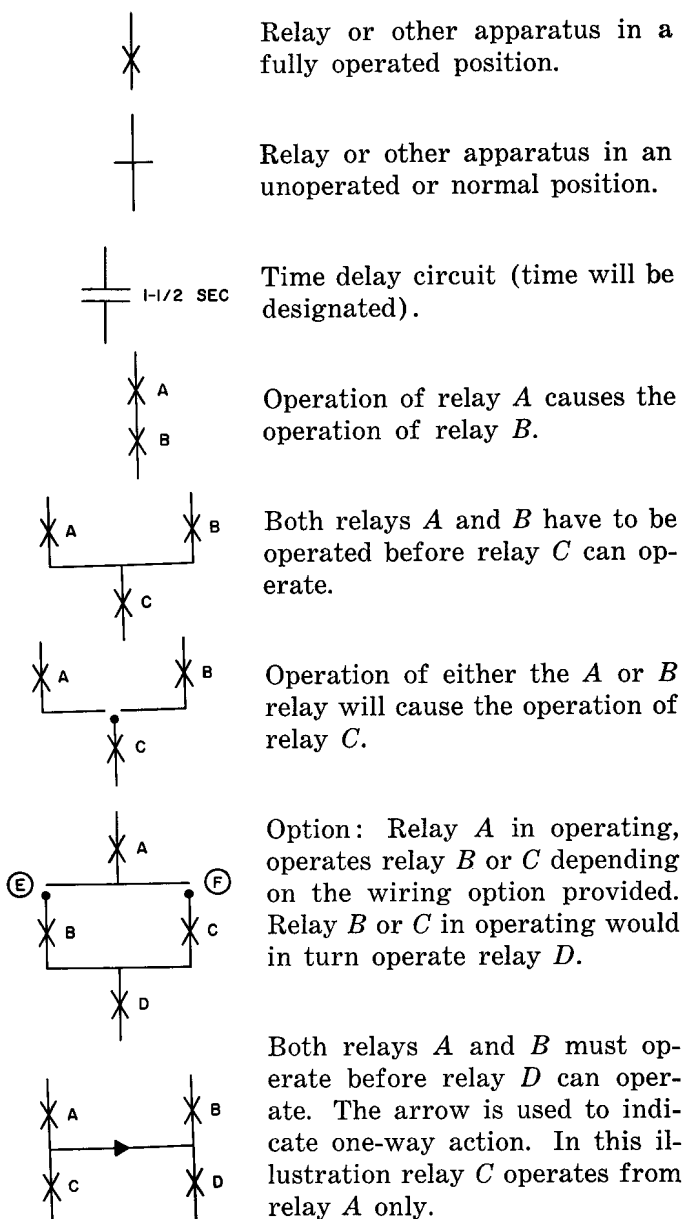 Relay or other apparatus in a
fully operated position.
Relay or other apparatus in an
unoperated or normal position.
1-1/2 SEC
Time delay circuit (time will be
designated).
A
B
Operation of relay A causes the
operation of relay B.
A
B
C
Both relays A and B have to be
operated before relay C can op-
erate.
A
B
C
Operation of either the A or B
relay will cause the operation of
relay C.
A
E
F
B
C
D
Option: Relay A in operating,
operates relay B or C depending
on the wiring option provided.
Relay B or C in operating would
in turn operate relay D.
A
B
C
D
Both relays A and B must op-
erate before relay D can oper-
ate. The arrow is used to indi-
cate one-way action. In this il-
lustration relay C operates from
relay A only.